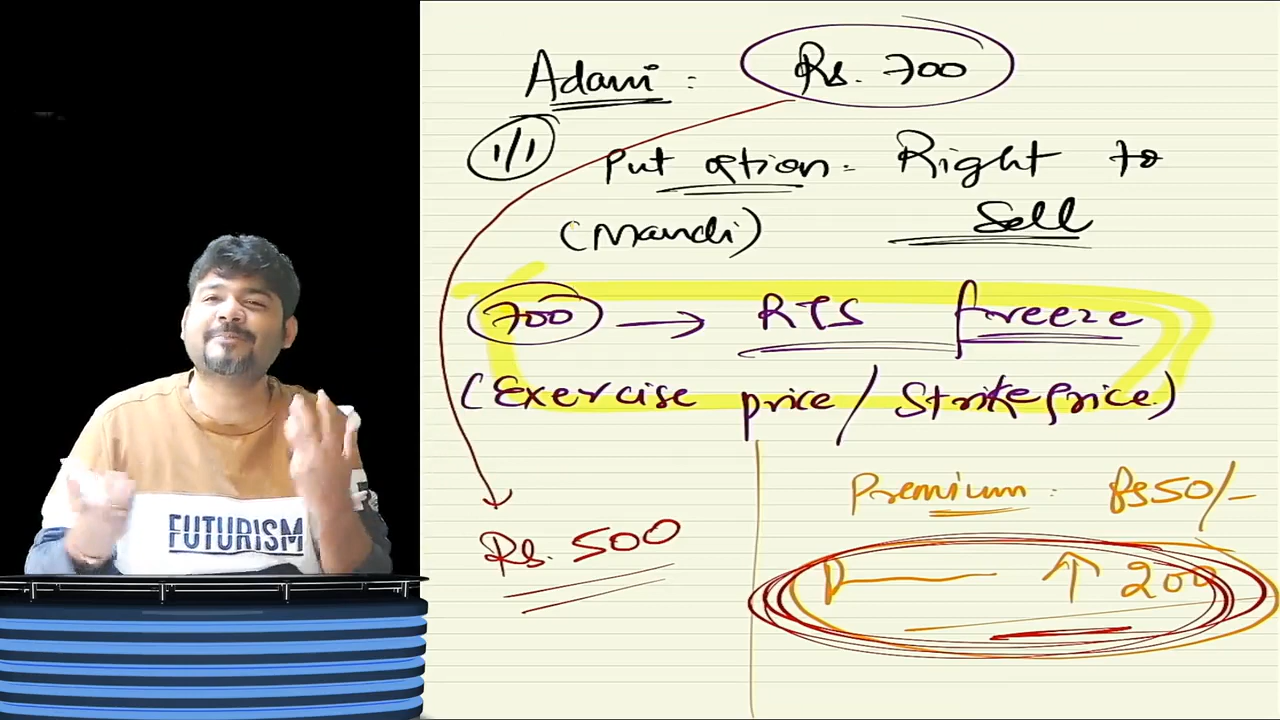 Adani : Rs. 700
1/1
Put option = Right to
(Mandi) Sell
700 → RTS freeze
(Exercise price / Strike price)
Premium : Rs 50/-
Rs. 500
P ↑ 200
FUTURISM